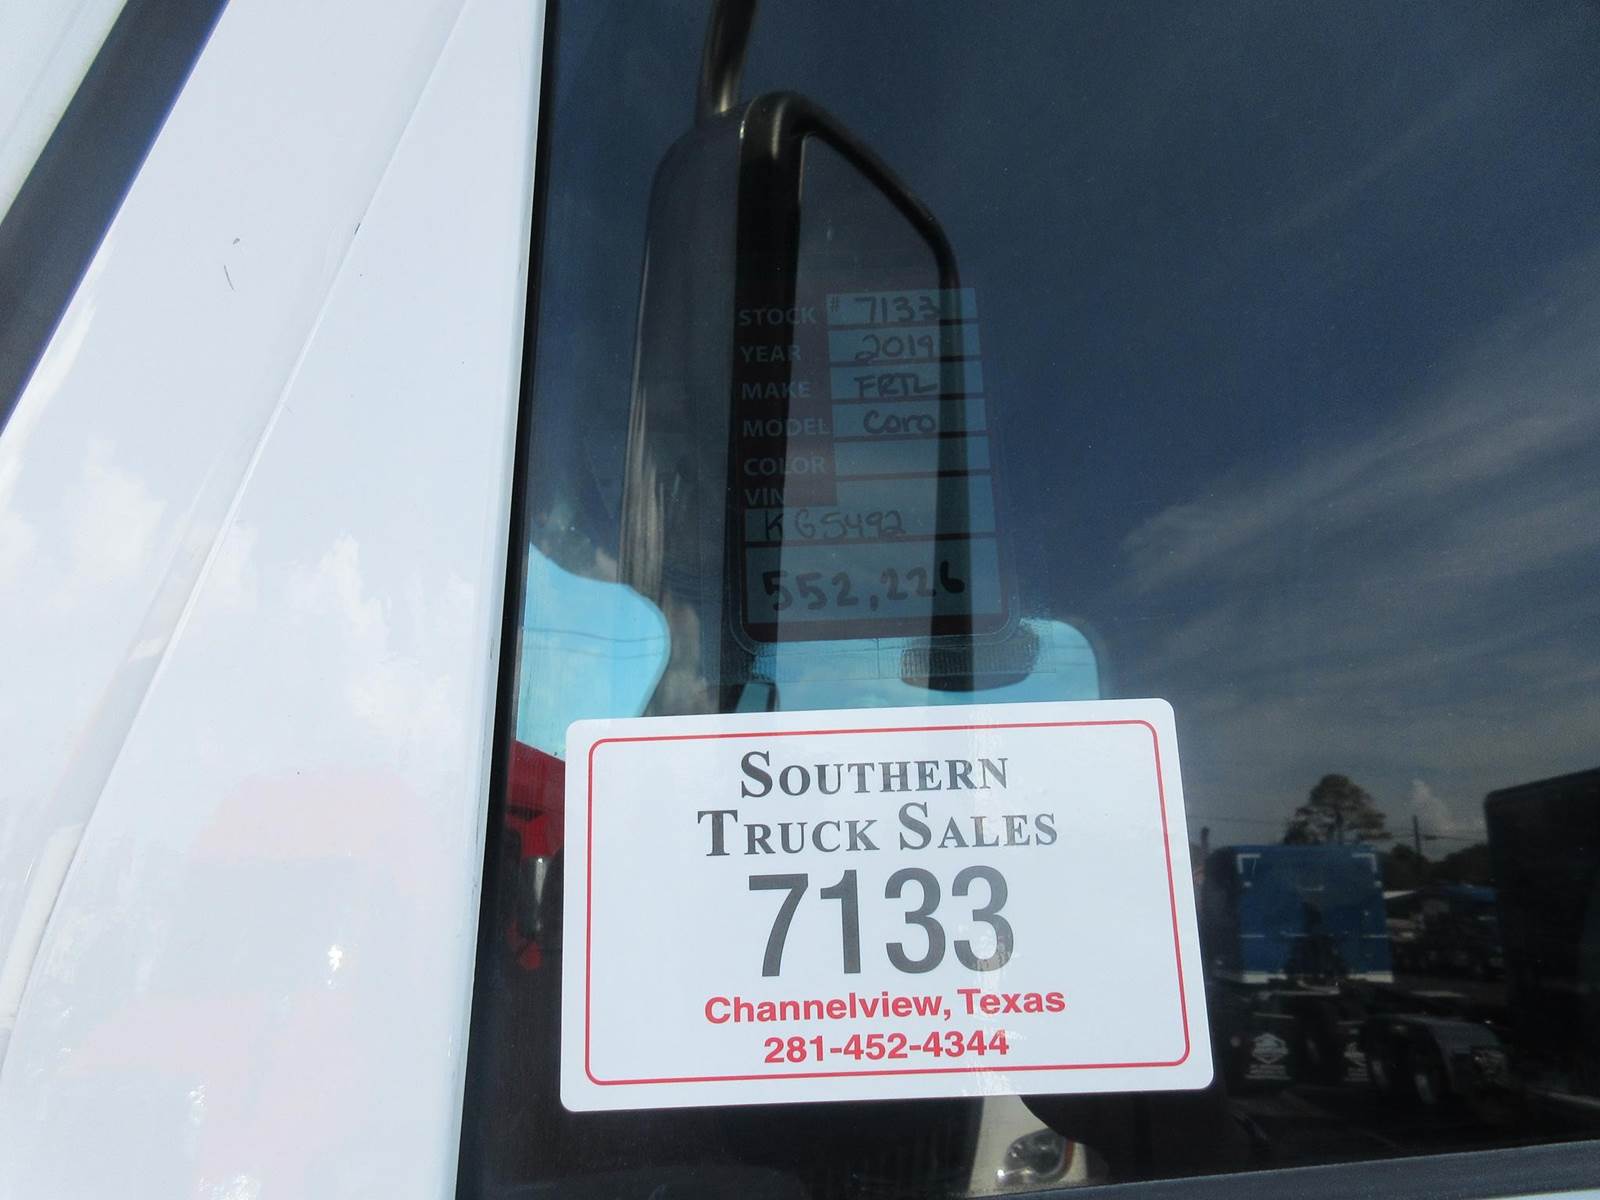 STOCK # 7133
YEAR 2019
MAKE FRTL
MODEL Coro
COLOR
VIN
KG5492
552,226
SOUTHERN
TRUCK SALES
7133
Channelview, Texas
281-452-4344